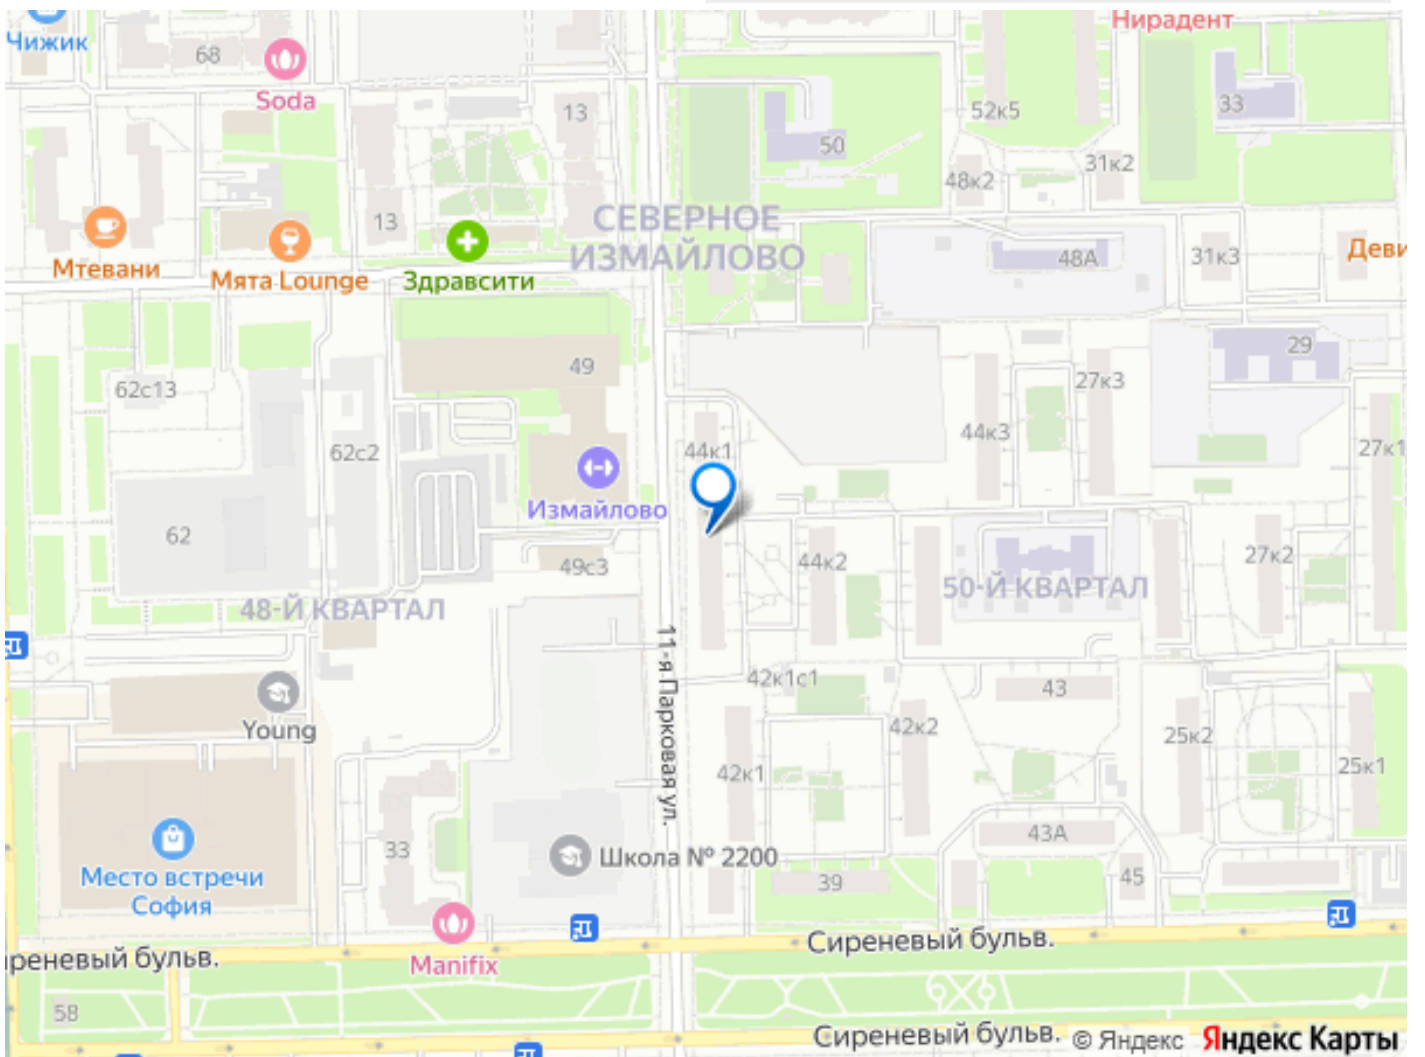 Чижик
68
Soda
13
50
Нирадент
33
52к5
31к2
48к2
13
СЕВЕРНОЕ
ИЗМАЙЛОВО
Мтевани
Мята Lounge
Здравсити
48А
31к3
Деви
62с13
49
29
27к3
62с2
44к1
44к3
27к1
Измайлово
62
49с3
44к2
27к2
48-Й КВАРТАЛ
50-Й КВАРТАЛ
11-я Парковая ул.
42к1с1
43
Young
42к2
25к2
42к1
25к1
33
43А
Школа № 2200
Место встречи
София
39
45
Сиреневый бульв.
иреневый бульв.
Manifix
58
Сиреневый бульв.
© Яндекс Яндекс Карты